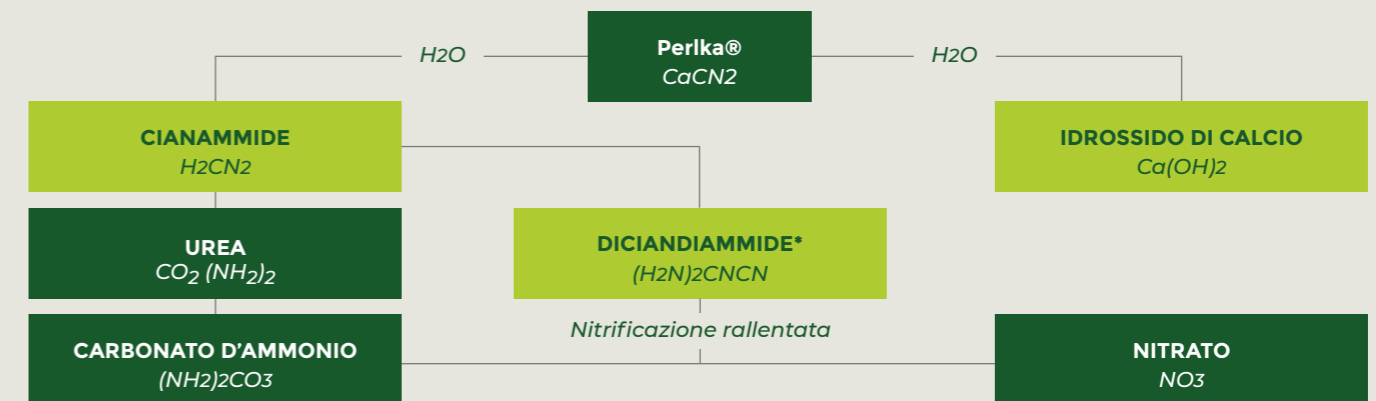 H2O
Perlka®
CaCN2
H2O
CIANAMMIDE
H2CN2
IDROSSIDO DI CALCIO
Ca(OH)2
UREA
CO2 (NH2)2
DICIANDIAMMIDE*
(H2N)2CNCN
Nitrificazione rallentata
CARBONATO D’AMMONIO
(NH2)2CO3
NITRATO
NO3